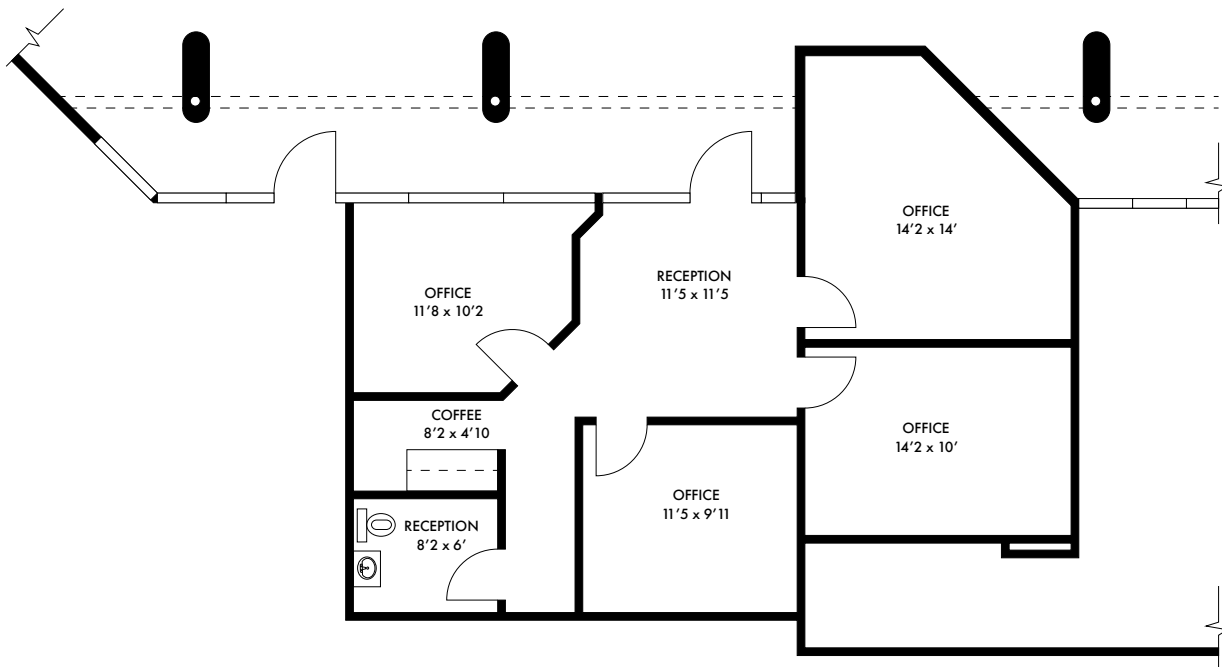 OFFICE
14'2 x 14'
RECEPTION
11'5 x 11'5
OFFICE
11'8 x 10'2
COFFEE
8'2 x 4'10
OFFICE
14'2 x 10'
OFFICE
11'5 x 9'11
RECEPTION
8'2 x 6'